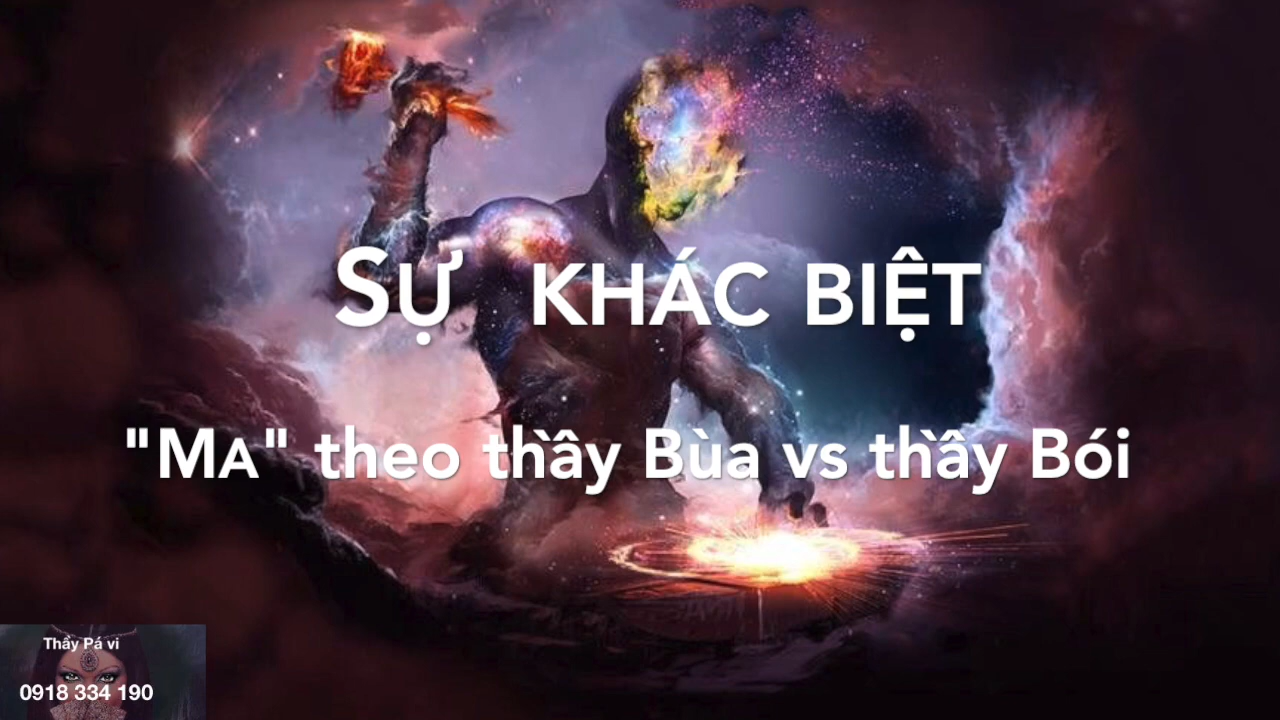 Sự khác biệt
"Ma" theo thầy Bùa vs thầy Bói
Thầy Pá vi
0918 334 190